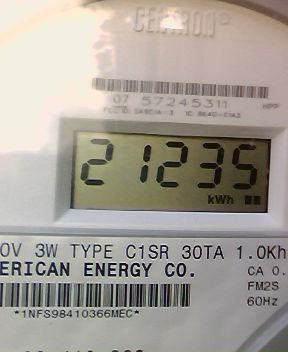 CENTRON®
07 57245311 HPP
21235
kWh
0V 3W TYPE C1SR 30TA 1.0Kh
ERICAN ENERGY CO.
CA 0.
FM2S
60Hz
*1NFS98410366MEC*